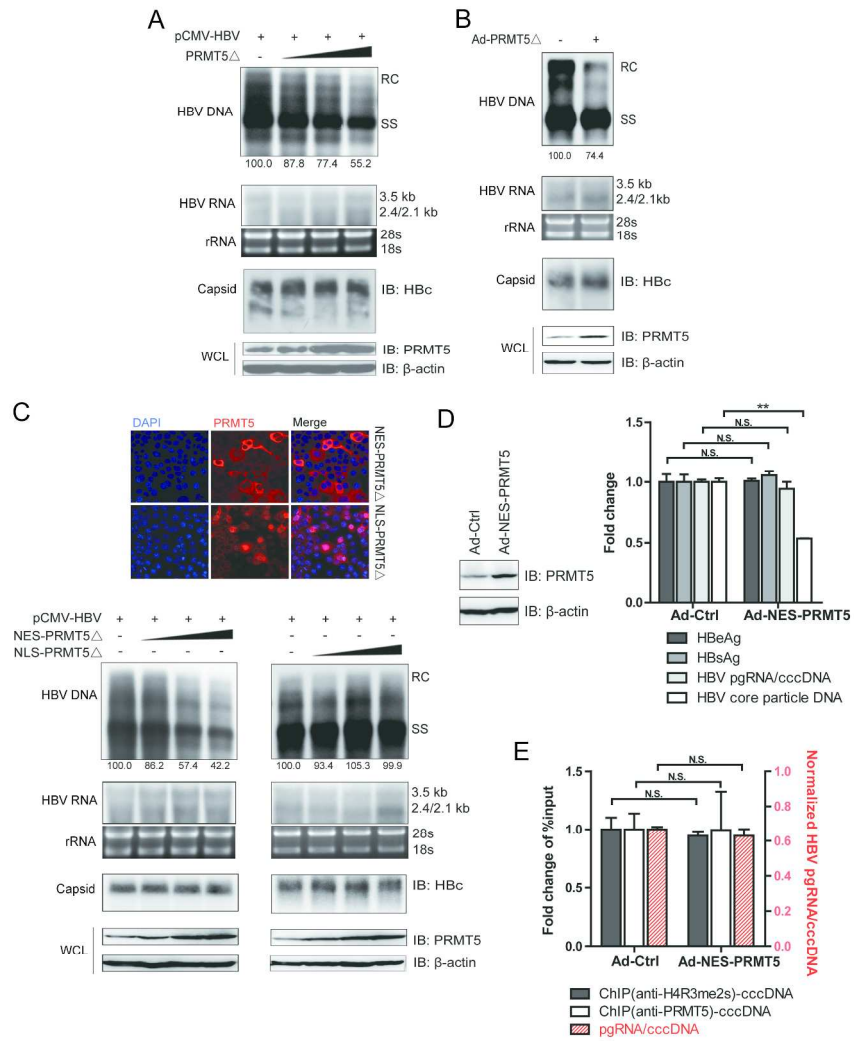 A
pCMV-HBV + + + +
PRMT5△ -
HBV DNA
RC
SS
100.0 87.8 77.4 55.2
HBV RNA
3.5 kb
2.4/2.1 kb
rRNA
28s
18s
Capsid
IB: HBc
WCL
IB: PRMT5
IB: β-actin
B
Ad-PRMT5△ - +
HBV DNA
RC
SS
100.0 74.4
HBV RNA
3.5 kb
2.4/2.1kb
rRNA
28s
18s
Capsid
IB: HBc
WCL
IB: PRMT5
IB: β-actin
C
DAPI PRMT5 Merge
NES-PRMT5△
NLS-PRMT5△
pCMV-HBV + + + + + + + +
NES-PRMT5△ - - - - -
NLS-PRMT5△ - - - - -
HBV DNA
RC
SS
100.0 86.2 57.4 42.2 100.0 93.4 105.3 99.9
HBV RNA
3.5 kb
2.4/2.1 kb
rRNA
28s
18s
Capsid
IB: HBc
WCL
IB: PRMT5
IB: β-actin
D
Ad-Ctrl
Ad-NES-PRMT5
IB: PRMT5
IB: β-actin
**
N.S.
N.S.
N.S.
Fold change
1.5
1.0
0.5
0.0
Ad-Ctrl Ad-NES-PRMT5
HBeAg
HBsAg
HBV pgRNA/cccDNA
HBV core particle DNA
E
N.S.
N.S.
N.S.
Fold change of %input
1.5
1.0
0.5
0.0
Normalized HBV pgRNA/cccDNA
1.0
0.8
0.6
0.4
0.2
0.0
Ad-Ctrl Ad-NES-PRMT5
ChIP(anti-H4R3me2s)-cccDNA
ChIP(anti-PRMT5)-cccDNA
pgRNA/cccDNA